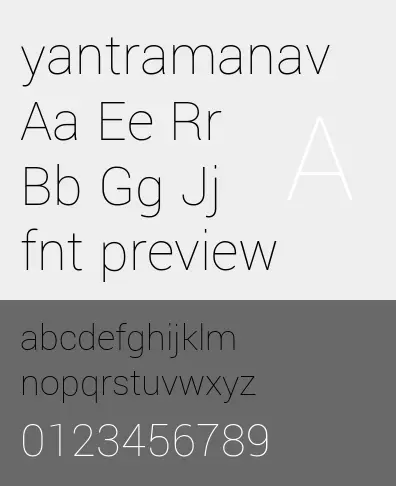 yantramanav
Aa Ee Rr
A
Bb Gg Jj
fnt preview
abcdefghijklm
nopqrstuvwxyz
0123456789